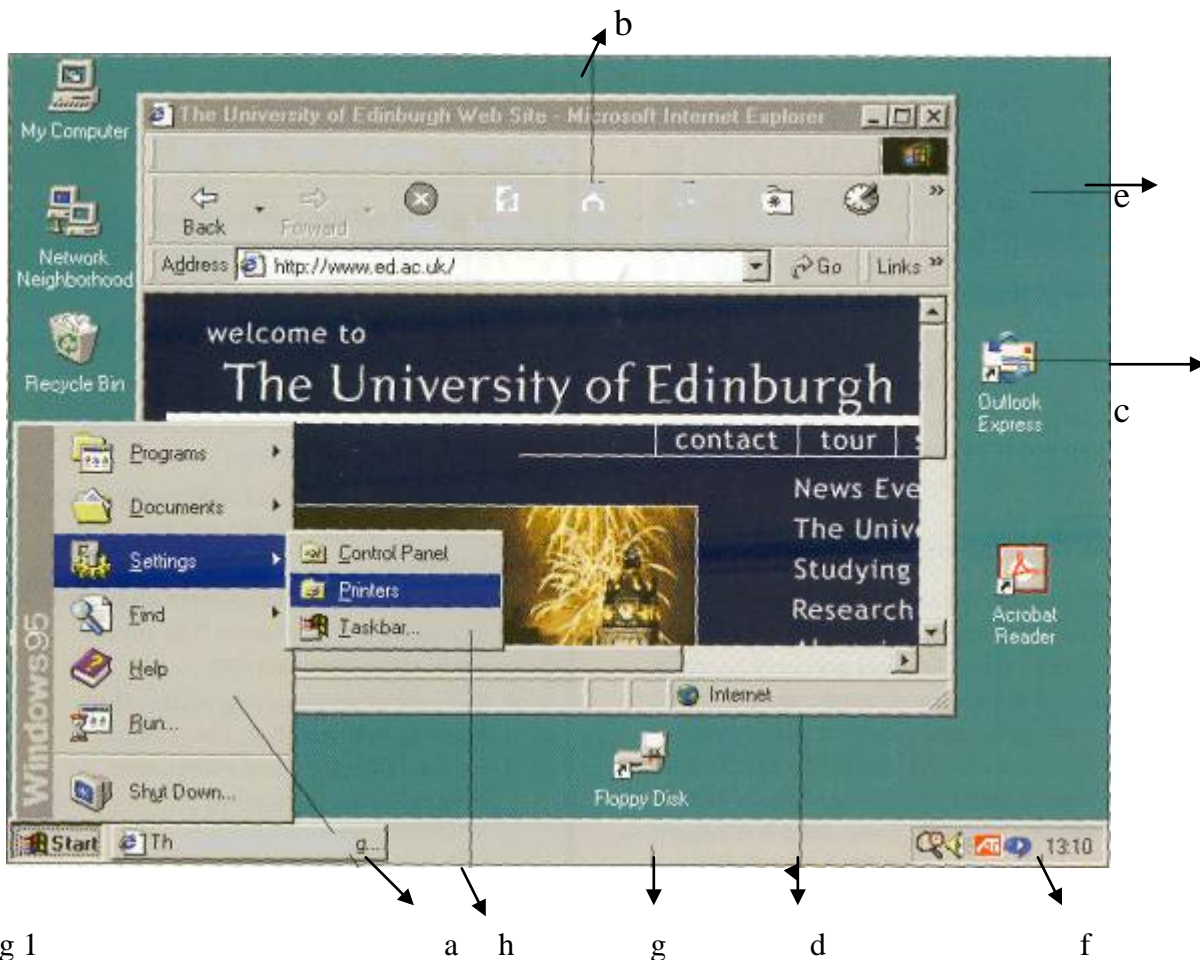 b
My Computer
The University of Edinburgh Web Site - Microsoft Internet Explorer
Back
Forward
»
e
Network
Neighborhood
Address http://www.ed.ac.uk/ Go Links »
welcome to
The University of Edinburgh
Recycle Bin
Outlook
Express
c
contact tour
News Eve
The Unive
Studying
Research
Programs
Documents
Settings
Find
Help
Run...
Shut Down...
Windows95
Control Panel
Printers
Taskbar...
Acrobat
Reader
Internet
Floppy Disk
Start Th g... ATi 13:10
g 1 a h g d f